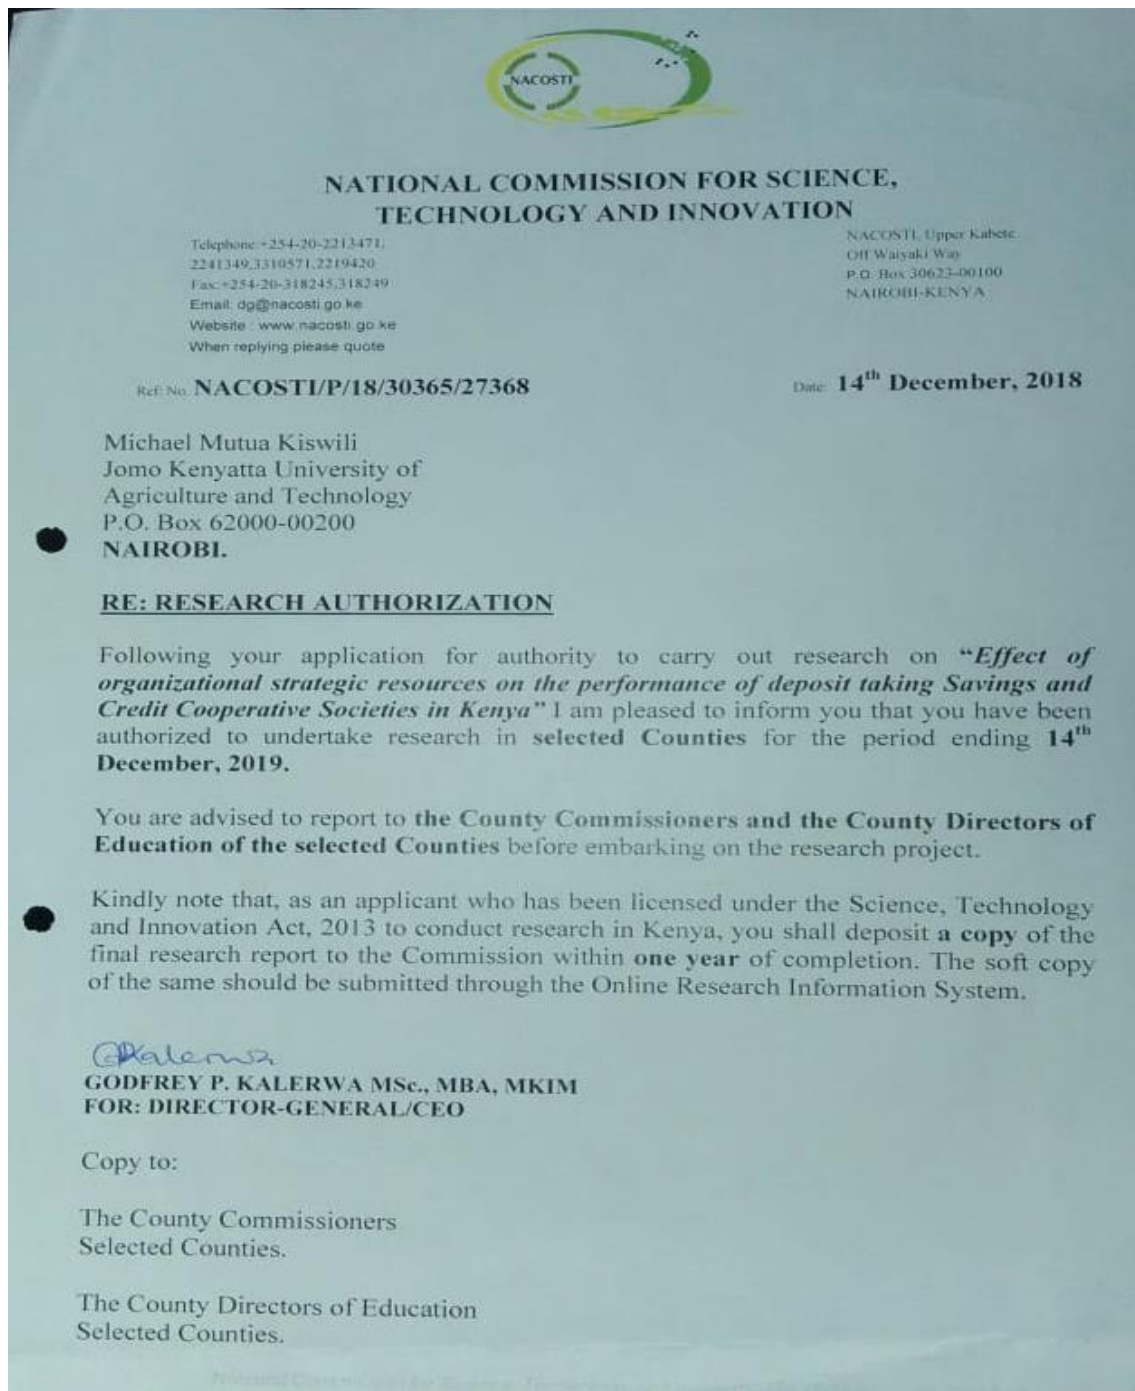 NACOSTI
NATIONAL COMMISSION FOR SCIENCE,
TECHNOLOGY AND INNOVATION
Telephone:+254-20-2213471,
2241349,3310571,2219420
Fax:+254-20-318245,318249
Email: dg@nacosti.go.ke
Website : www.nacosti.go.ke
When replying please quote
NACOSTI, Upper Kabete
Off Waiyaki Way
P.O. Box 30623-00100
NAIROBI-KENYA
Ref: No. NACOSTI/P/18/30365/27368
Date: 14th December, 2018
Michael Mutua Kiswili
Jomo Kenyatta University of
Agriculture and Technology
P.O. Box 62000-00200
NAIROBI.
RE: RESEARCH AUTHORIZATION
Following your application for authority to carry out research on “Effect of
organizational strategic resources on the performance of deposit taking Savings and
Credit Cooperative Societies in Kenya” I am pleased to inform you that you have been
authorized to undertake research in selected Counties for the period ending 14th
December, 2019.
You are advised to report to the County Commissioners and the County Directors of
Education of the selected Counties before embarking on the research project.
Kindly note that, as an applicant who has been licensed under the Science, Technology
and Innovation Act, 2013 to conduct research in Kenya, you shall deposit a copy of the
final research report to the Commission within one year of completion. The soft copy
of the same should be submitted through the Online Research Information System.
GPKalerwa
GODFREY P. KALERWA MSc., MBA, MKIM
FOR: DIRECTOR-GENERAL/CEO
Copy to:
The County Commissioners
Selected Counties.
The County Directors of Education
Selected Counties.